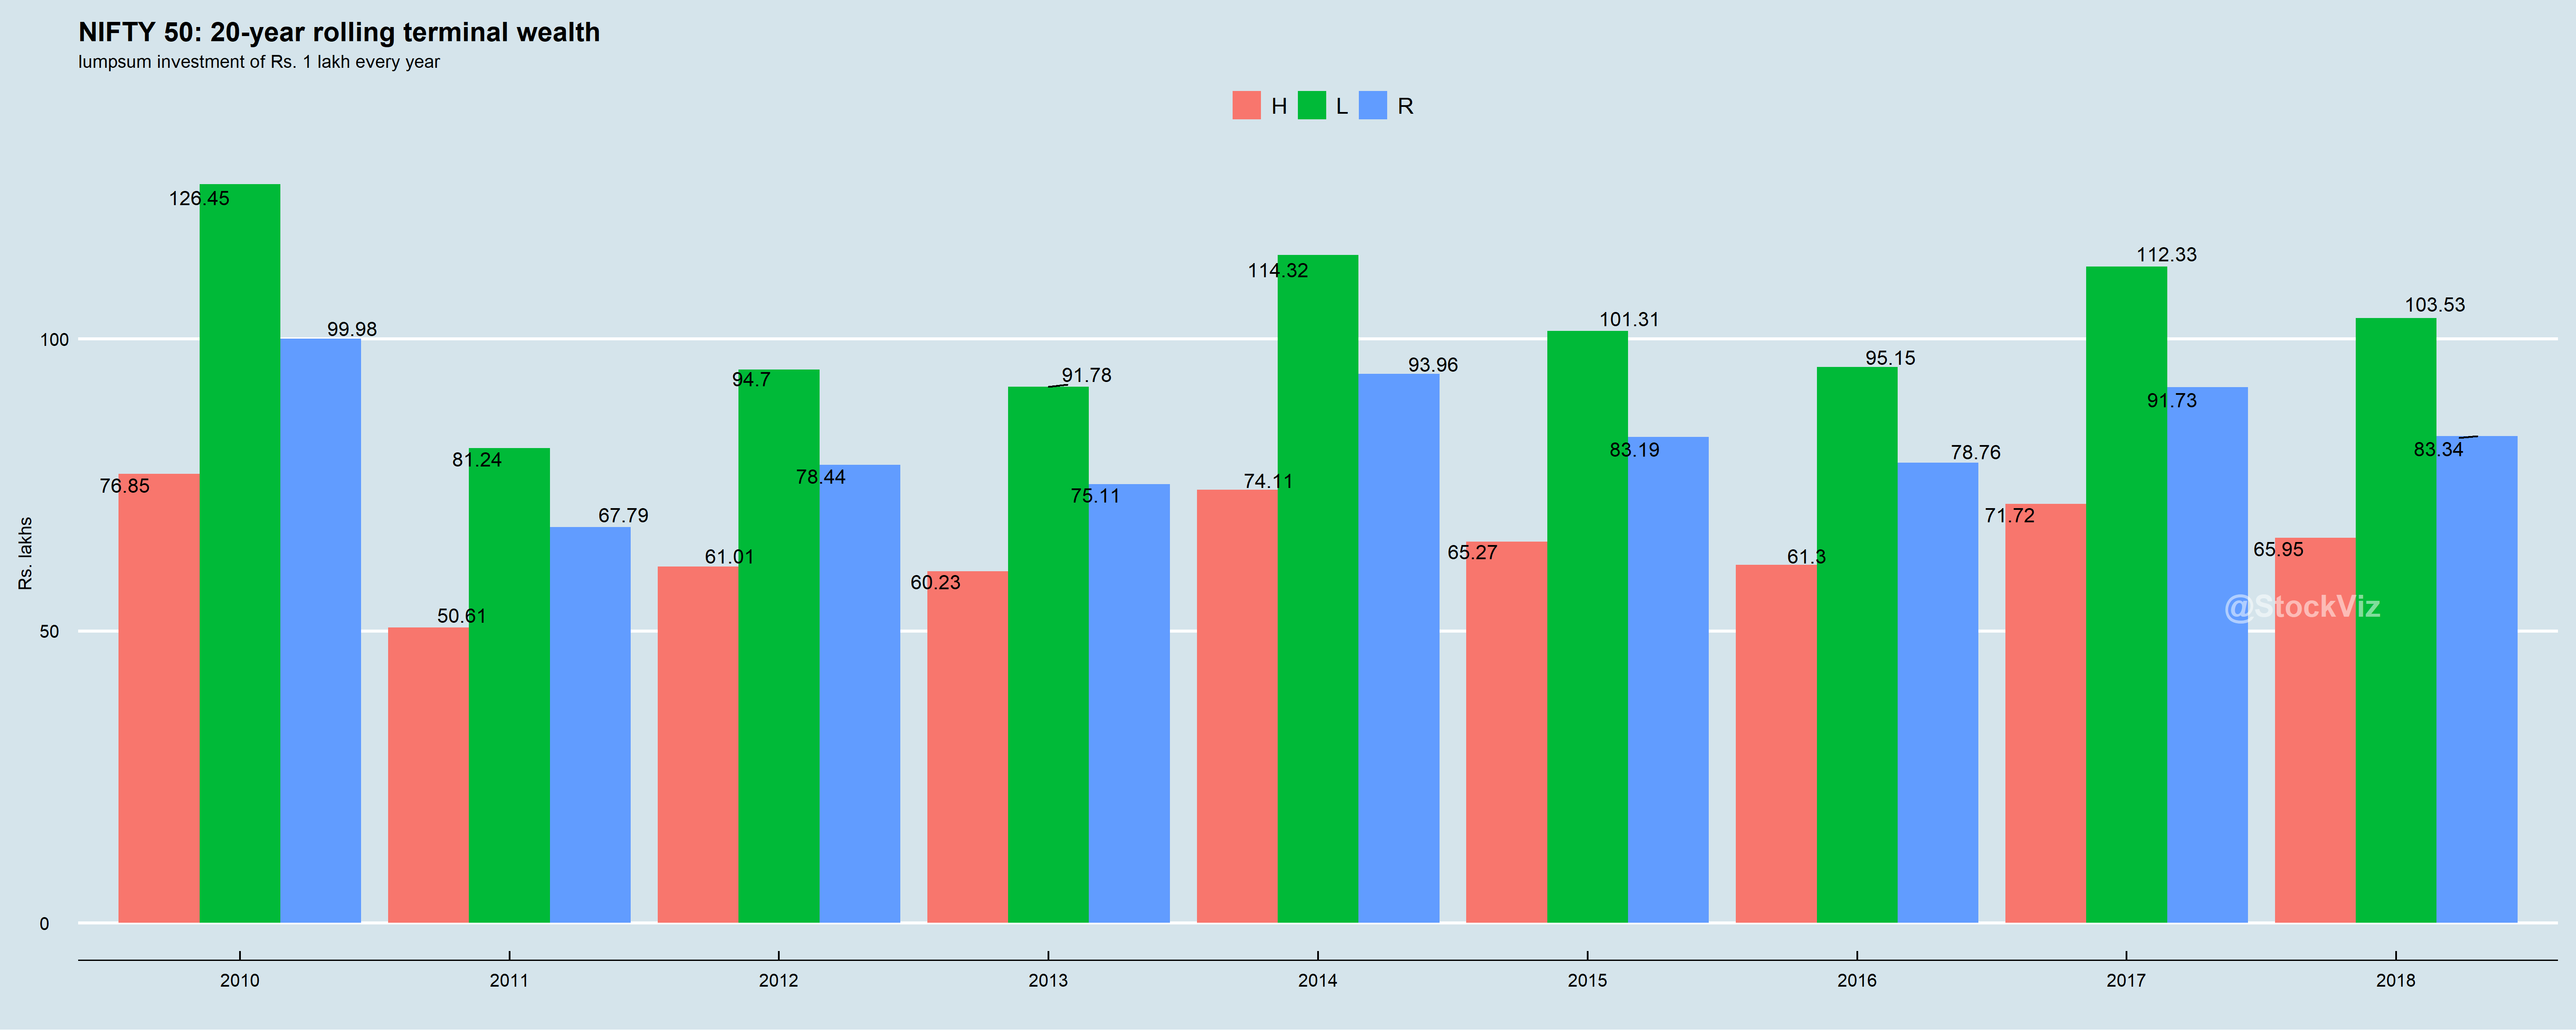 NIFTY 50: 20-year rolling terminal wealth
lumpsum investment of Rs. 1 lakh every year
H L R
Rs. lakhs
100
50
0
76.85 126.45 99.98
50.61 81.24 67.79
61.01 94.7 78.44
60.23 91.78 75.11
74.11 114.32 93.96
65.27 101.31 83.19
61.3 95.15 78.76
71.72 112.33 91.73
65.95 103.53 83.34
@StockViz
2010 2011 2012 2013 2014 2015 2016 2017 2018